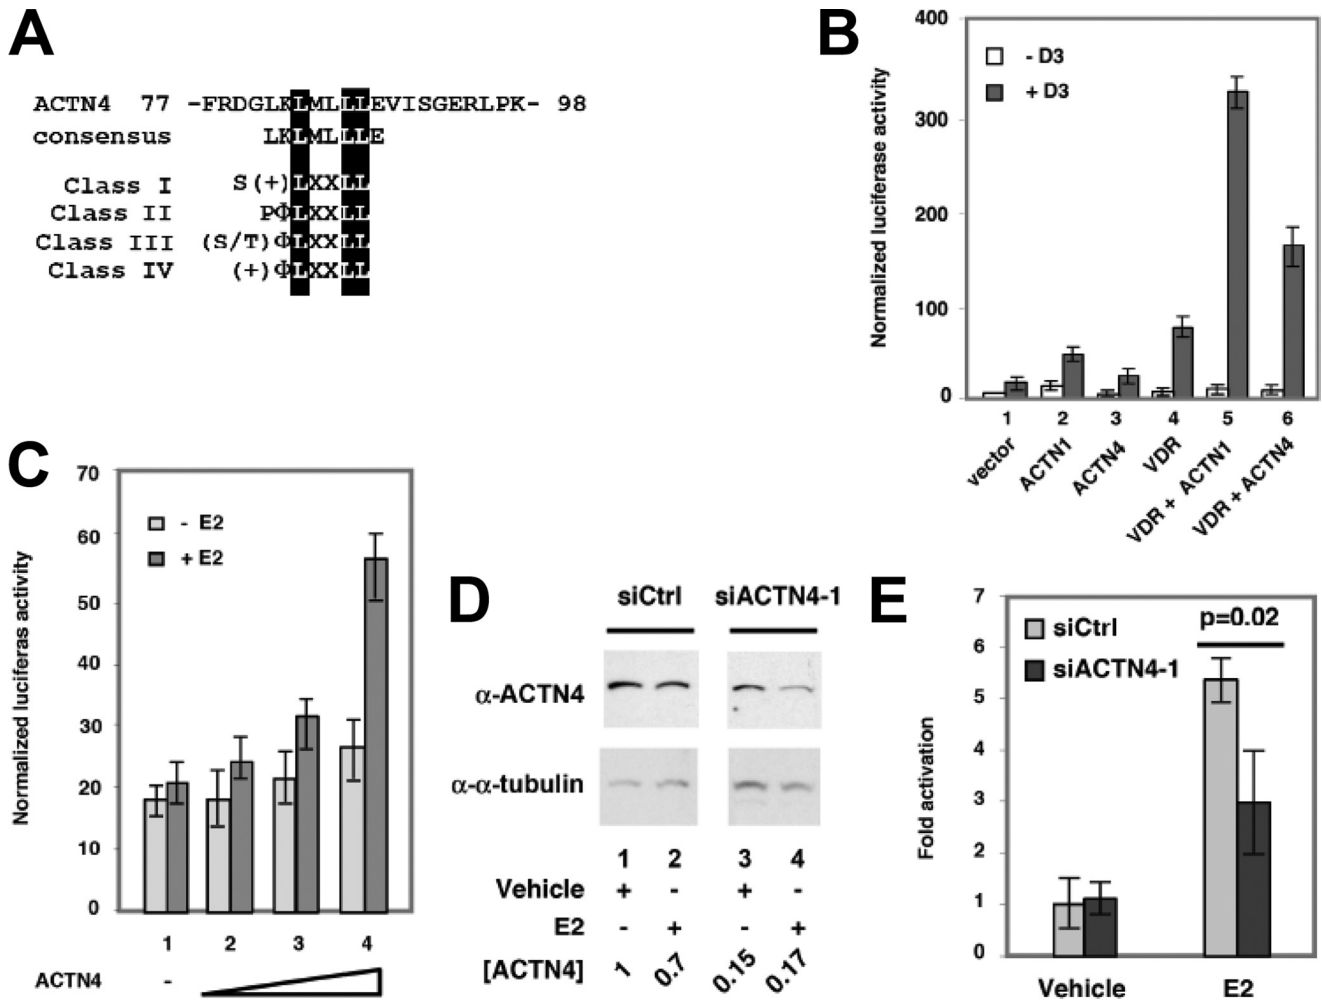 A
ACTN4 77 -FRDGLKLMLLLEVISGERLPK- 98
consensus LKLMLLLE
Class I S(+)LXXLL
Class II PΦLXXLL
Class III (S/T)ΦLXXLL
Class IV (+)ΦLXXLL
B
Normalized luciferase activity
400
300
200
100
0
- D3
+ D3
1 2 3 4 5 6
vector
ACTN1
ACTN4
VDR
VDR + ACTN1
VDR + ACTN4
C
Normalized luciferas activity
70
60
50
40
30
20
10
0
- E2
+ E2
1 2 3 4
ACTN4 -
D
siCtrl siACTN4-1
α-ACTN4
α-α-tubulin
1 2 3 4
Vehicle + - + -
E2 - + - +
[ACTN4] 1 0.7 0.15 0.17
E
Fold activation
7
6
5
4
3
2
1
0
siCtrl
siACTN4-1
p=0.02
Vehicle E2